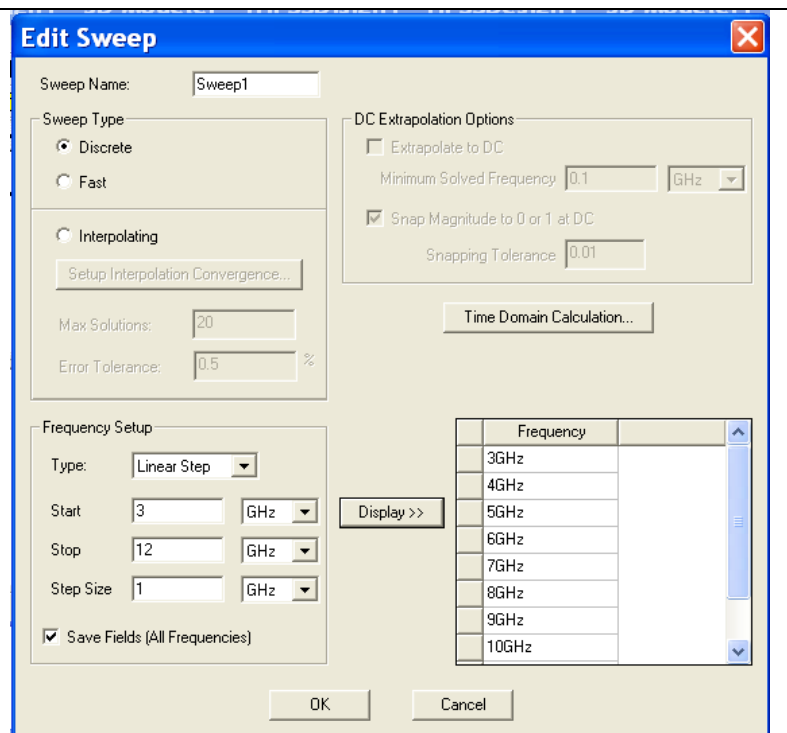 Edit Sweep
Sweep Name: Sweep1
Sweep Type
Discrete
Fast
Interpolating
Setup Interpolation Convergence...
Max Solutions: 20
Error Tolerance: 0.5 %
DC Extrapolation Options
Extrapolate to DC
Minimum Solved Frequency 0.1 GHz
Snap Magnitude to 0 or 1 at DC
Snapping Tolerance 0.01
Time Domain Calculation...
Frequency Setup
Type: Linear Step
Start 3 GHz
Stop 12 GHz
Step Size 1 GHz
Save Fields (All Frequencies)
Display >>
Frequency
3GHz
4GHz
5GHz
6GHz
7GHz
8GHz
9GHz
10GHz
OK Cancel